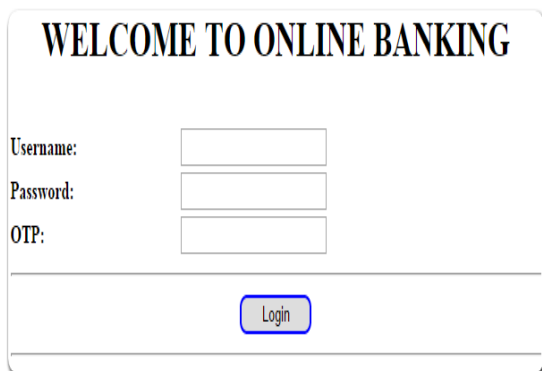 WELCOME TO ONLINE BANKING
Username:
Password:
OTP:
Login